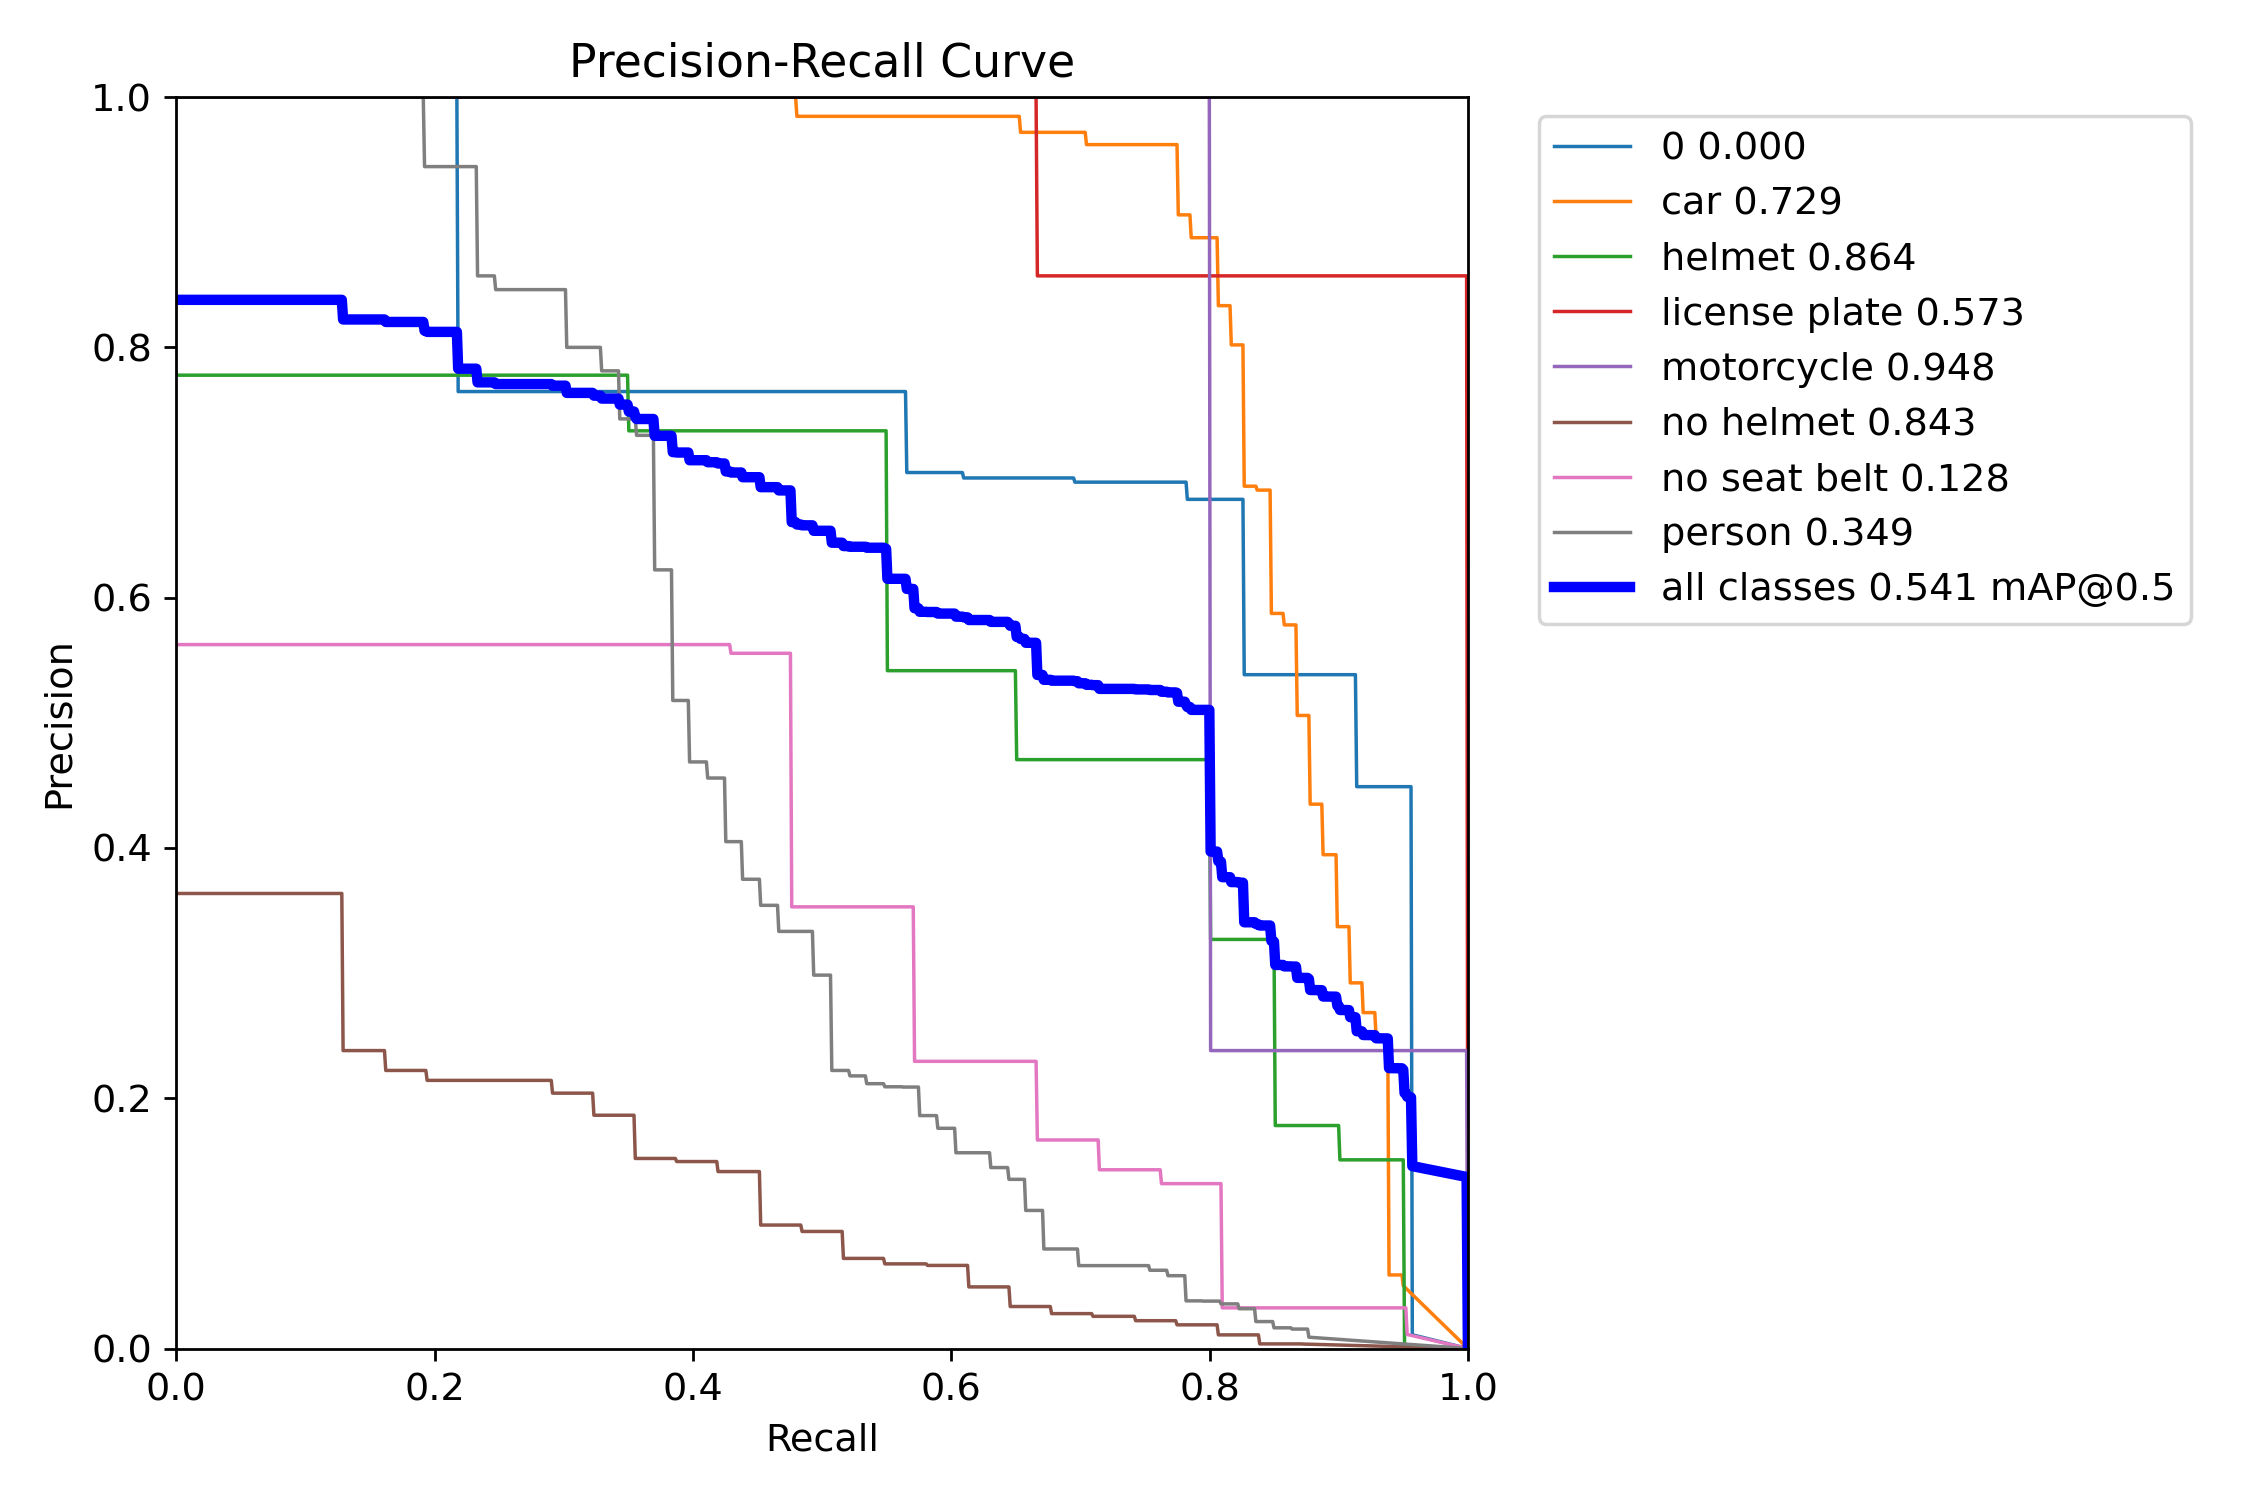 Precision-Recall Curve
1.0
0.8
0.6
0.4
0.2
0.0
Precision
0.0 0.2 0.4 0.6 0.8 1.0
Recall
0 0.000
car 0.729
helmet 0.864
license plate 0.573
motorcycle 0.948
no helmet 0.843
no seat belt 0.128
person 0.349
all classes 0.541 mAP@0.5